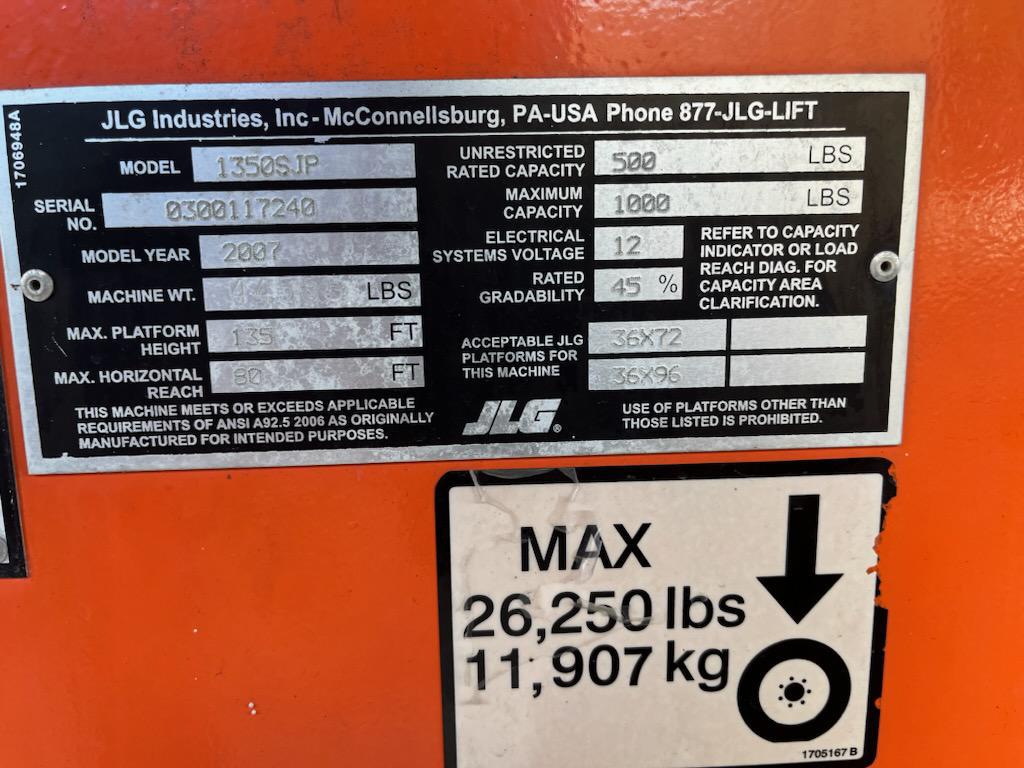 1706948A
JLG Industries, Inc - McConnellsburg, PA-USA Phone 877-JLG-LIFT
MODEL 1350SJP
SERIAL NO. 0300117240
MODEL YEAR 2007
MACHINE WT. LBS
MAX. PLATFORM HEIGHT 135 FT
MAX. HORIZONTAL REACH 80 FT
THIS MACHINE MEETS OR EXCEEDS APPLICABLE
REQUIREMENTS OF ANSI A92.5 2006 AS ORIGINALLY
MANUFACTURED FOR INTENDED PURPOSES.
UNRESTRICTED RATED CAPACITY 500 LBS
MAXIMUM CAPACITY 1000 LBS
ELECTRICAL SYSTEMS VOLTAGE 12
RATED GRADABILITY 45 %
REFER TO CAPACITY
INDICATOR OR LOAD
REACH DIAG. FOR
CAPACITY AREA
CLARIFICATION.
ACCEPTABLE JLG
PLATFORMS FOR
THIS MACHINE
36X72
36X96
JLG®
USE OF PLATFORMS OTHER THAN
THOSE LISTED IS PROHIBITED.
MAX
26,250 lbs
11,907 kg
1705167 B